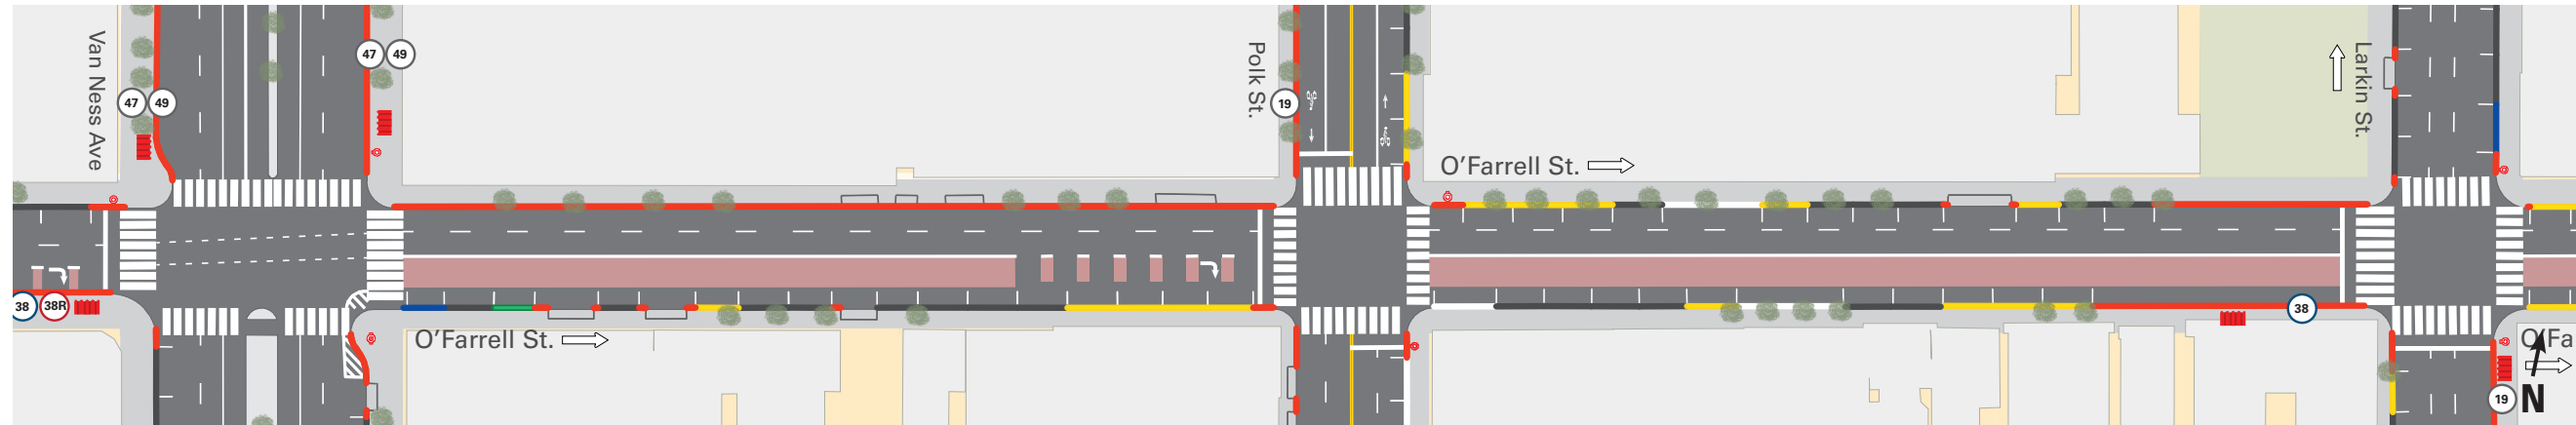 Van Ness Ave
47 49
47 49
38 38R
O'Farrell St.
Polk St.
19
O'Farrell St.
Larkin St.
38
O'Fa
19
N